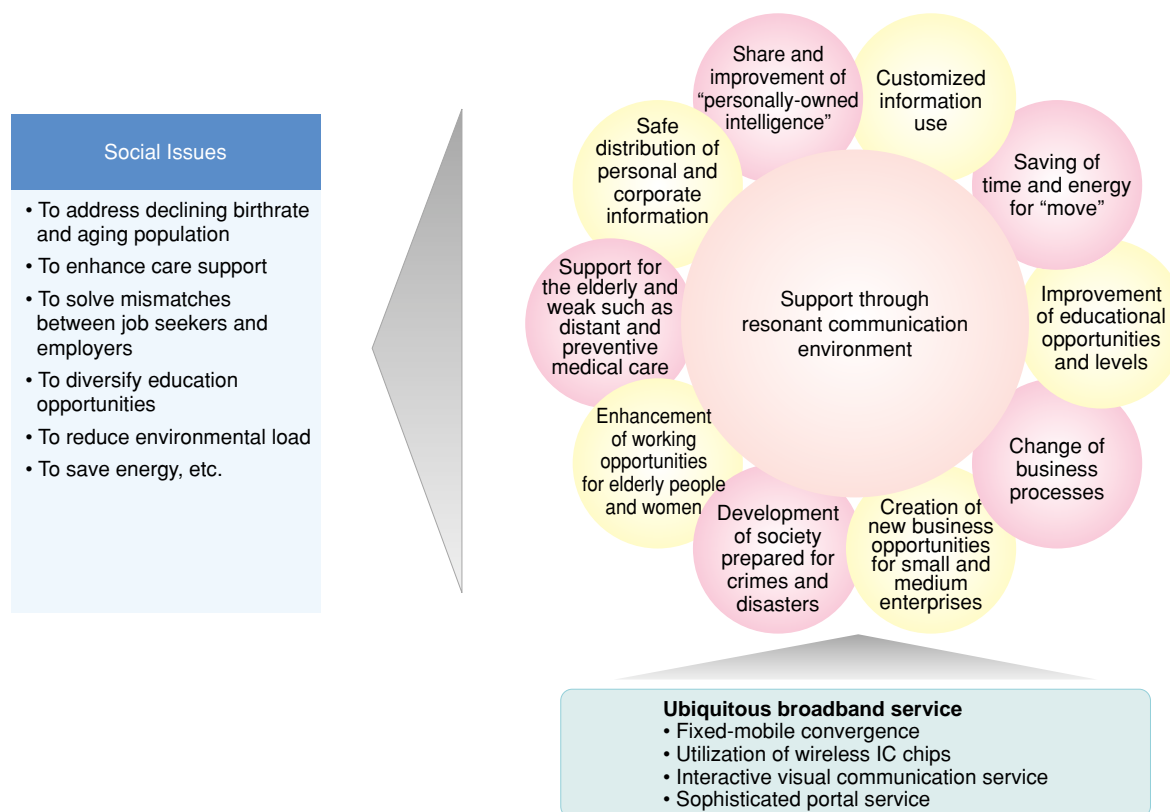 Social Issues
• To address declining birthrate
and aging population
• To enhance care support
• To solve mismatches
between job seekers and
employers
• To diversify education
opportunities
• To reduce environmental load
• To save energy, etc.
Share and
improvement of
“personally-owned
intelligence”
Customized
information
use
Saving of
time and energy
for “move”
Improvement
of educational
opportunities
and levels
Change of
business
processes
Creation of
new business
opportunities
for small and
medium
enterprises
Development
of society
prepared for
crimes and
disasters
Enhancement
of working
opportunities
for elderly people
and women
Support for
the elderly and
weak such as
distant and
preventive
medical care
Safe
distribution of
personal and
corporate
information
Support through
resonant communication
environment
Ubiquitous broadband service
• Fixed-mobile convergence
• Utilization of wireless IC chips
• Interactive visual communication service
• Sophisticated portal service